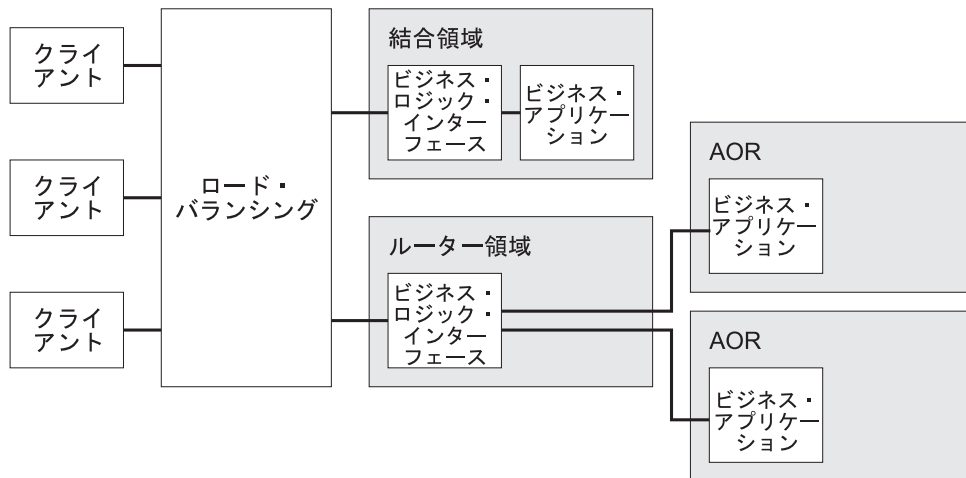 クライ
アント
クライ
アント
クライ
アント
ロード・
バランシング
結合領域
ビジネス・
ロジック・
インター
フェース
ビジネス・
アプリケー
ション
ルーター領域
ビジネス・
ロジック・
インター
フェース
AOR
ビジネス・
アプリケー
ション
AOR
ビジネス・
アプリケー
ション